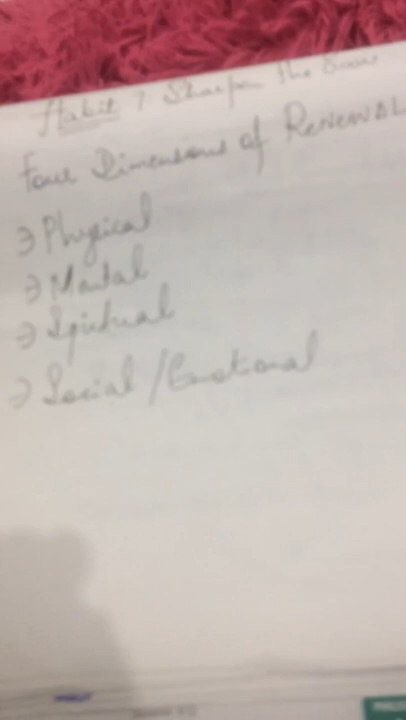 Habit 7 Sharpen The Saw
Four Dimensions of RENEWAL
→ Physical
→ Mental
→ Spiritual
→ Social / Emotional